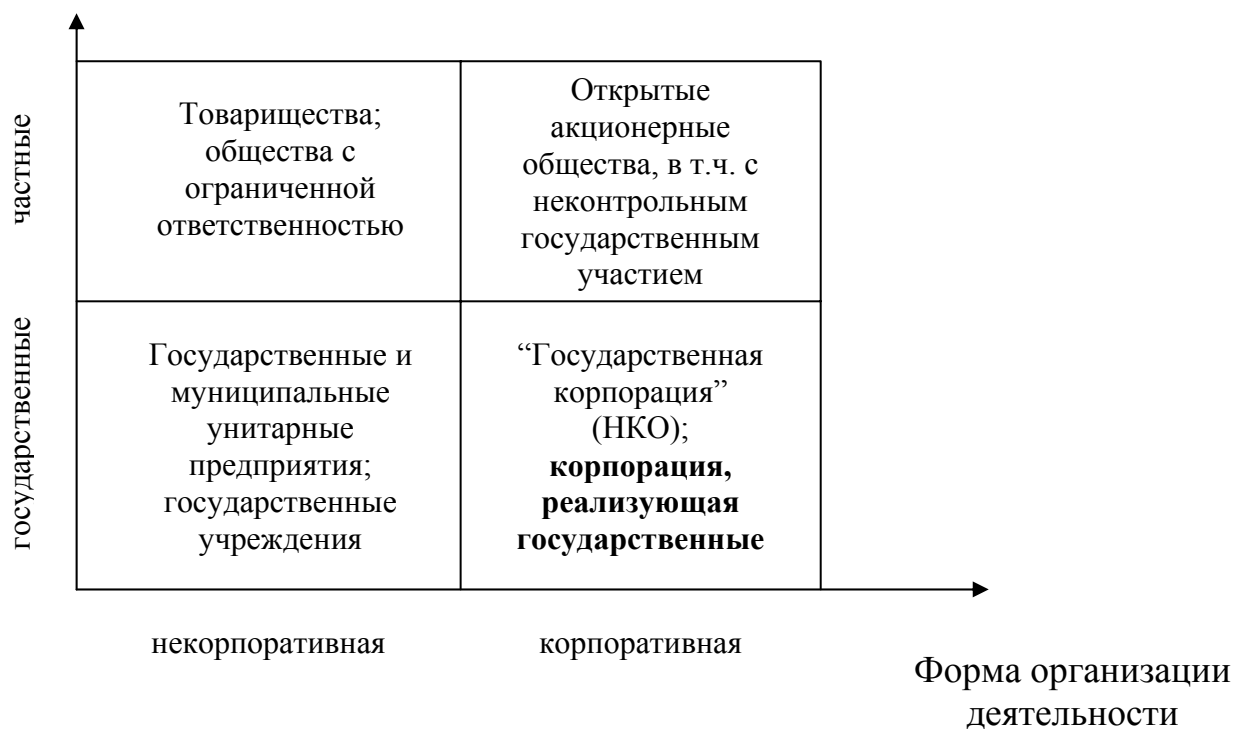 частные
Товарищества;
общества с
ограниченной
ответственностью
Открытые
акционерные
общества, в т.ч. с
неконтрольным
государственным
участием
государственные
Государственные и
муниципальные
унитарные
предприятия;
государственные
учреждения
“Государственная
корпорация”
(НКО);
корпорация,
реализующая
государственные
некорпоративная
корпоративная
Форма организации
деятельности